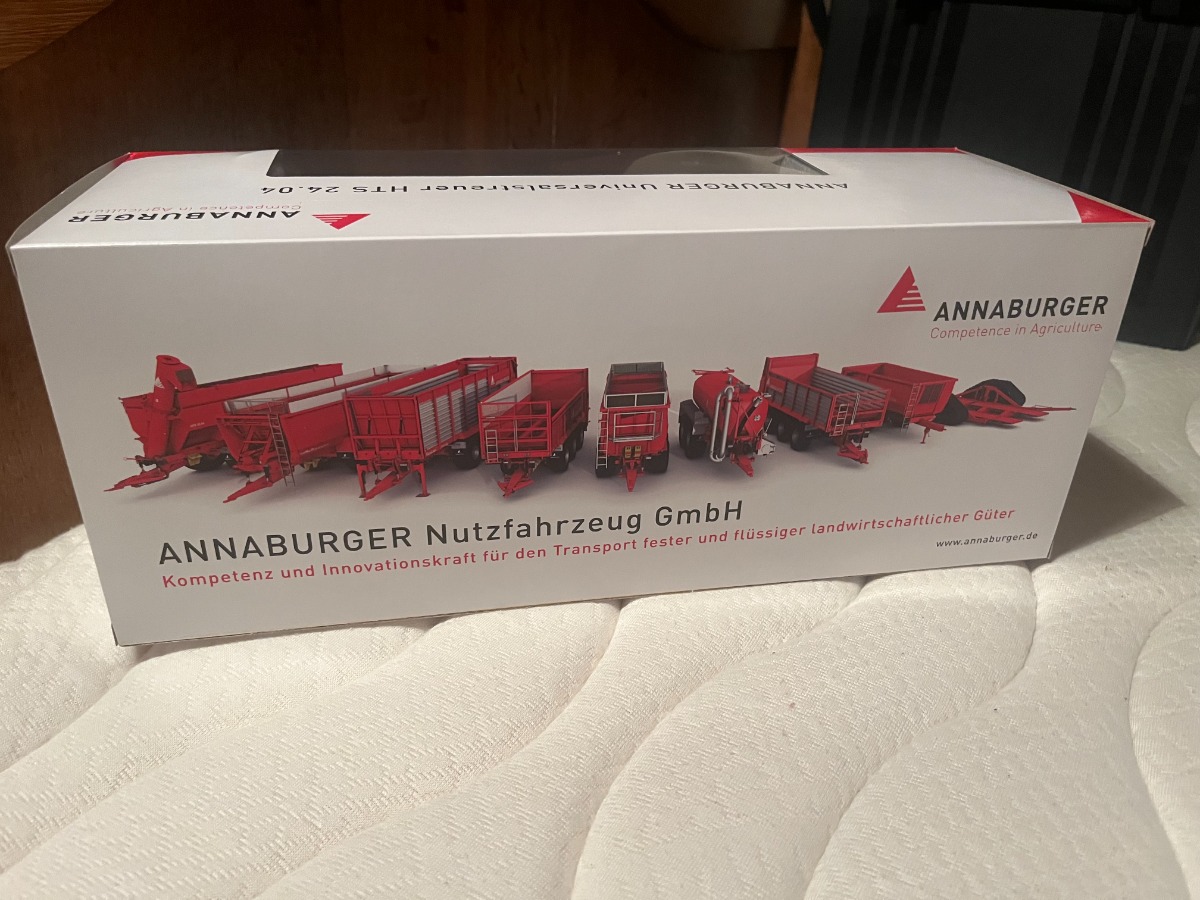 ANNABURGER Universalstreuer HTS 24.04
ANNABURGER
Competence in Agriculture
ANNABURGER
Competence in Agriculture
ANNABURGER Nutzfahrzeug GmbH
Kompetenz und Innovationskraft für den Transport fester und flüssiger landwirtschaftlicher Güter
www.annaburger.de